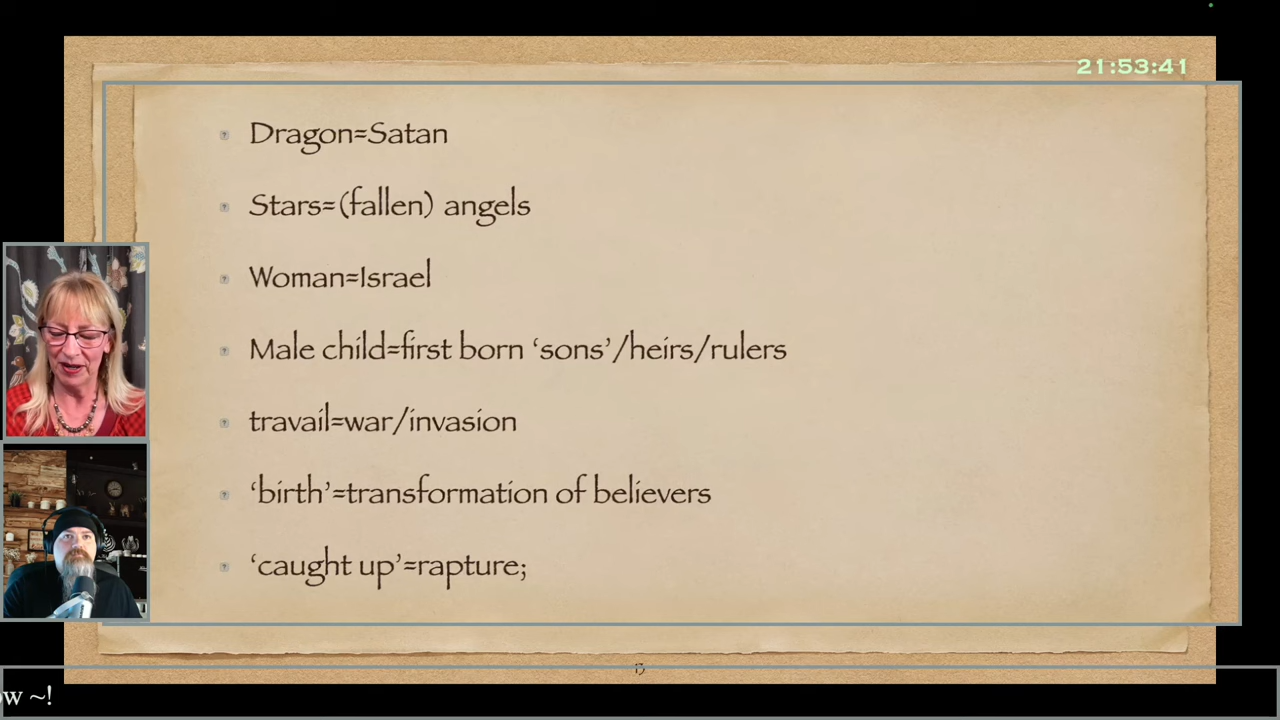 21:53:41
Dragon=Satan
Stars=(fallen) angels
Woman=Israel
Male child=first born ‘sons’/heirs/rulers
travail=war/invasion
‘birth’=transformation of believers
‘caught up’=rapture;
ow ~!